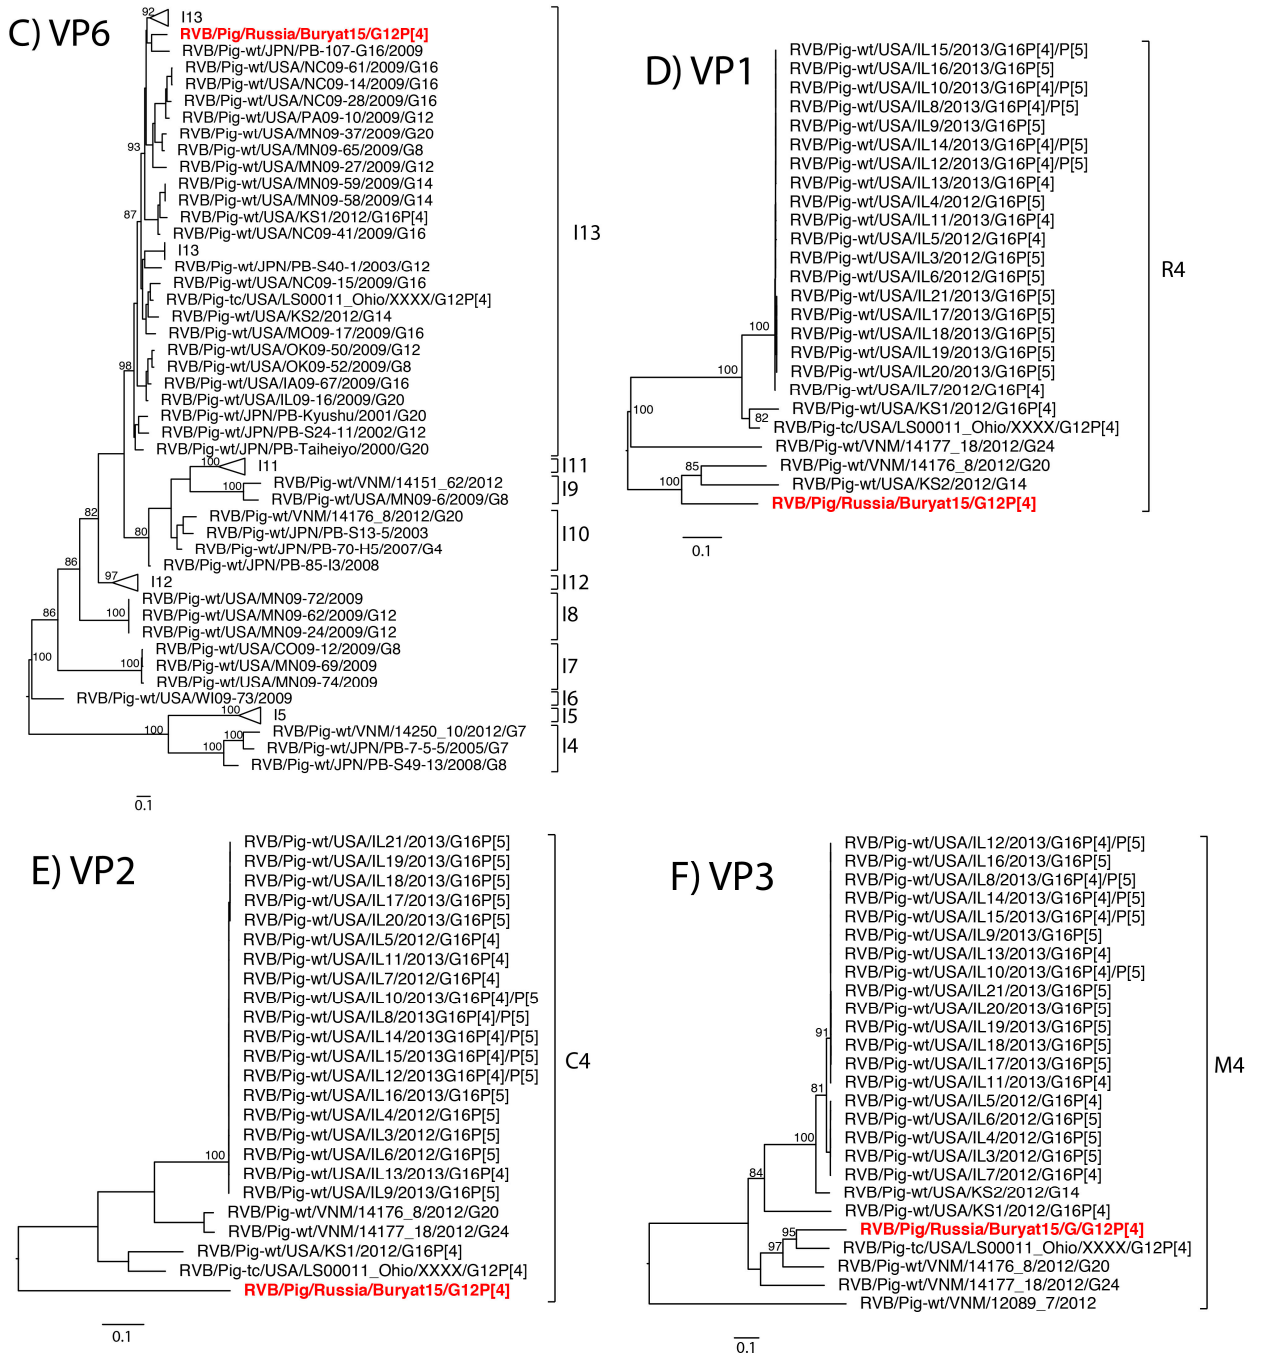 C) VP6
92
I13
RVB/Pig/Russia/Buryat15/G12P[4]
RVB/Pig-wt/JPN/PB-107-G16/2009
RVB/Pig-wt/USA/NC09-61/2009/G16
RVB/Pig-wt/USA/NC09-14/2009/G16
RVB/Pig-wt/USA/NC09-28/2009/G16
RVB/Pig-wt/USA/PA09-10/2009/G12
RVB/Pig-wt/USA/MN09-37/2009/G20
93
RVB/Pig-wt/USA/MN09-65/2009/G8
RVB/Pig-wt/USA/MN09-27/2009/G12
RVB/Pig-wt/USA/MN09-59/2009/G14
RVB/Pig-wt/USA/MN09-58/2009/G14
87
RVB/Pig-wt/USA/KS1/2012/G16P[4]
RVB/Pig-wt/USA/NC09-41/2009/G16
I13
I13
RVB/Pig-wt/JPN/PB-S40-1/2003/G12
RVB/Pig-wt/USA/NC09-15/2009/G16
RVB/Pig-tc/USA/LS00011_Ohio/XXXX/G12P[4]
RVB/Pig-wt/USA/KS2/2012/G14
RVB/Pig-wt/USA/MO09-17/2009/G16
RVB/Pig-wt/USA/OK09-50/2009/G12
98
RVB/Pig-wt/USA/OK09-52/2009/G8
RVB/Pig-wt/USA/IA09-67/2009/G16
RVB/Pig-wt/USA/IL09-16/2009/G20
RVB/Pig-wt/JPN/PB-Kyushu/2001/G20
RVB/Pig-wt/JPN/PB-S24-11/2002/G12
RVB/Pig-wt/JPN/PB-Taiheiyo/2000/G20
100
I11
I11
RVB/Pig-wt/VNM/14151_62/2012
100
I9
RVB/Pig-wt/USA/MN09-6/2009/G8
82
RVB/Pig-wt/VNM/14176_8/2012/G20
80
RVB/Pig-wt/JPN/PB-S13-5/2003
I10
RVB/Pig-wt/JPN/PB-70-H5/2007/G4
86
RVB/Pig-wt/JPN/PB-85-I3/2008
97
I12
I12
RVB/Pig-wt/USA/MN09-72/2009
86
100
RVB/Pig-wt/USA/MN09-62/2009/G12
I8
RVB/Pig-wt/USA/MN09-24/2009/G12
RVB/Pig-wt/USA/CO09-12/2009/G8
100
100
RVB/Pig-wt/USA/MN09-69/2009
I7
RVB/Pig-wt/USA/MN09-74/2009
RVB/Pig-wt/USA/WI09-73/2009
I6
100
I5
I5
100
RVB/Pig-wt/VNM/14250_10/2012/G7
100
100
RVB/Pig-wt/JPN/PB-7-5-5/2005/G7
I4
RVB/Pig-wt/JPN/PB-S49-13/2008/G8
0.1
D) VP1
RVB/Pig-wt/USA/IL15/2013/G16P[4]/P[5]
RVB/Pig-wt/USA/IL16/2013/G16P[5]
RVB/Pig-wt/USA/IL10/2013/G16P[4]/P[5]
RVB/Pig-wt/USA/IL8/2013/G16P[4]/P[5]
RVB/Pig-wt/USA/IL9/2013/G16P[5]
RVB/Pig-wt/USA/IL14/2013/G16P[4]/P[5]
RVB/Pig-wt/USA/IL12/2013/G16P[4]/P[5]
RVB/Pig-wt/USA/IL13/2013/G16P[4]
RVB/Pig-wt/USA/IL4/2012/G16P[5]
RVB/Pig-wt/USA/IL11/2013/G16P[4]
RVB/Pig-wt/USA/IL5/2012/G16P[4]
RVB/Pig-wt/USA/IL3/2012/G16P[5]
R4
RVB/Pig-wt/USA/IL6/2012/G16P[5]
RVB/Pig-wt/USA/IL21/2013/G16P[5]
RVB/Pig-wt/USA/IL17/2013/G16P[5]
100
RVB/Pig-wt/USA/IL18/2013/G16P[5]
RVB/Pig-wt/USA/IL19/2013/G16P[5]
100
RVB/Pig-wt/USA/IL20/2013/G16P[5]
RVB/Pig-wt/USA/IL7/2012/G16P[4]
100
RVB/Pig-wt/USA/KS1/2012/G16P[4]
82
RVB/Pig-tc/USA/LS00011_Ohio/XXXX/G12P[4]
RVB/Pig-wt/VNM/14177_18/2012/G24
85
RVB/Pig-wt/VNM/14176_8/2012/G20
100
RVB/Pig-wt/USA/KS2/2012/G14
RVB/Pig/Russia/Buryat15/G12P[4]
0.1
E) VP2
RVB/Pig-wt/USA/IL21/2013/G16P[5]
RVB/Pig-wt/USA/IL19/2013/G16P[5]
RVB/Pig-wt/USA/IL18/2013/G16P[5]
RVB/Pig-wt/USA/IL17/2013/G16P[5]
RVB/Pig-wt/USA/IL20/2013/G16P[5]
RVB/Pig-wt/USA/IL5/2012/G16P[4]
RVB/Pig-wt/USA/IL11/2013/G16P[4]
RVB/Pig-wt/USA/IL7/2012/G16P[4]
RVB/Pig-wt/USA/IL10/2013/G16P[4]/P[5
RVB/Pig-wt/USA/IL8/2013G16P[4]/P[5]
RVB/Pig-wt/USA/IL14/2013G16P[4]/P[5]
RVB/Pig-wt/USA/IL15/2013G16P[4]/P[5]
C4
RVB/Pig-wt/USA/IL12/2013G16P[4]/P[5]
RVB/Pig-wt/USA/IL16/2013/G16P[5]
RVB/Pig-wt/USA/IL4/2012/G16P[5]
RVB/Pig-wt/USA/IL3/2012/G16P[5]
100
RVB/Pig-wt/USA/IL6/2012/G16P[5]
RVB/Pig-wt/USA/IL13/2013/G16P[4]
RVB/Pig-wt/USA/IL9/2013/G16P[5]
RVB/Pig-wt/VNM/14176_8/2012/G20
RVB/Pig-wt/VNM/14177_18/2012/G24
RVB/Pig-wt/USA/KS1/2012/G16P[4]
RVB/Pig-tc/USA/LS00011_Ohio/XXXX/G12P[4]
RVB/Pig/Russia/Buryat15/G12P[4]
0.1
F) VP3
RVB/Pig-wt/USA/IL12/2013/G16P[4]/P[5]
RVB/Pig-wt/USA/IL16/2013/G16P[5]
RVB/Pig-wt/USA/IL8/2013/G16P[4]/P[5]
RVB/Pig-wt/USA/IL14/2013/G16P[4]/P[5]
RVB/Pig-wt/USA/IL15/2013/G16P[4]/P[5]
RVB/Pig-wt/USA/IL9/2013/G16P[5]
RVB/Pig-wt/USA/IL13/2013/G16P[4]
RVB/Pig-wt/USA/IL10/2013/G16P[4]/P[5]
RVB/Pig-wt/USA/IL21/2013/G16P[5]
RVB/Pig-wt/USA/IL20/2013/G16P[5]
91
RVB/Pig-wt/USA/IL19/2013/G16P[5]
RVB/Pig-wt/USA/IL18/2013/G16P[5]
RVB/Pig-wt/USA/IL17/2013/G16P[5]
M4
81
RVB/Pig-wt/USA/IL11/2013/G16P[4]
RVB/Pig-wt/USA/IL5/2012/G16P[4]
RVB/Pig-wt/USA/IL6/2012/G16P[5]
100
RVB/Pig-wt/USA/IL4/2012/G16P[5]
RVB/Pig-wt/USA/IL3/2012/G16P[5]
84
RVB/Pig-wt/USA/IL7/2012/G16P[4]
RVB/Pig-wt/USA/KS2/2012/G14
RVB/Pig-wt/USA/KS1/2012/G16P[4]
95
RVB/Pig/Russia/Buryat15/G/G12P[4]
97
RVB/Pig-tc/USA/LS00011_Ohio/XXXX/G12P[4]
RVB/Pig-wt/VNM/14176_8/2012/G20
RVB/Pig-wt/VNM/14177_18/2012/G24
RVB/Pig-wt/VNM/12089_7/2012
0.1